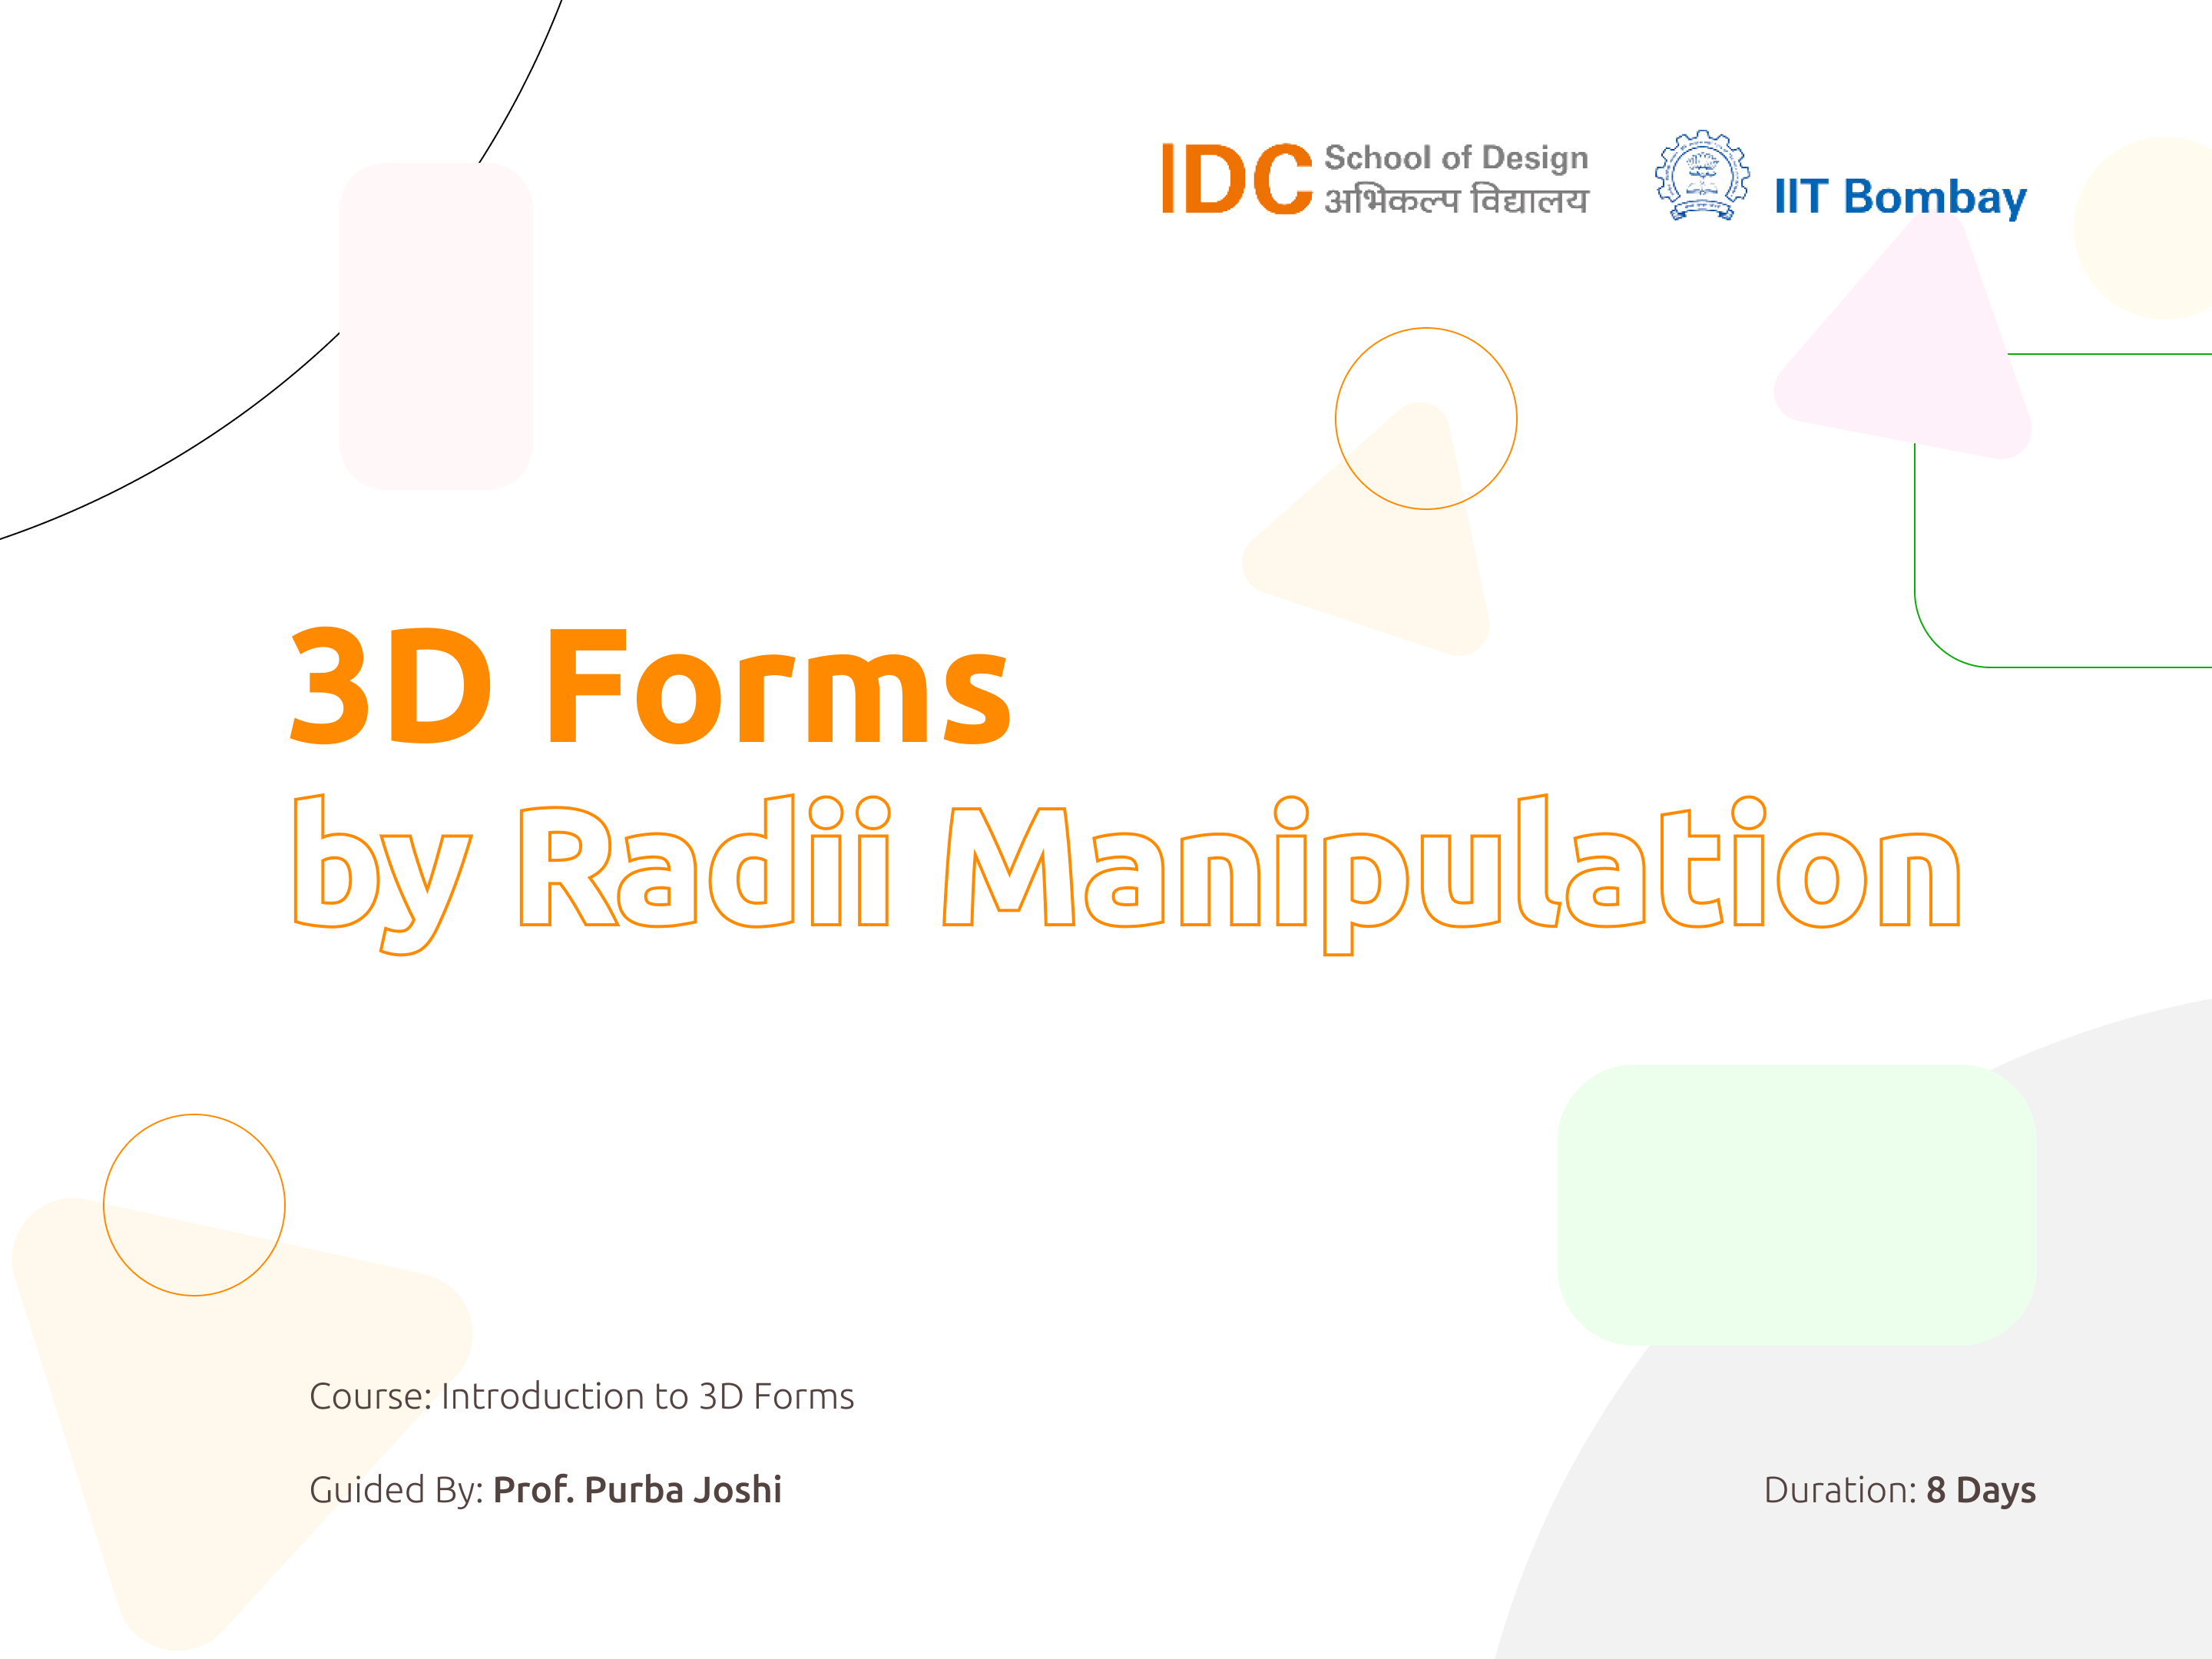 IDC School of Design
अभिकल्प विद्यालय
IIT Bombay
3D Forms
by Radii Manipulation
Course: Introduction to 3D Forms
Guided By: Prof. Purba Joshi
Duration: 8 Days